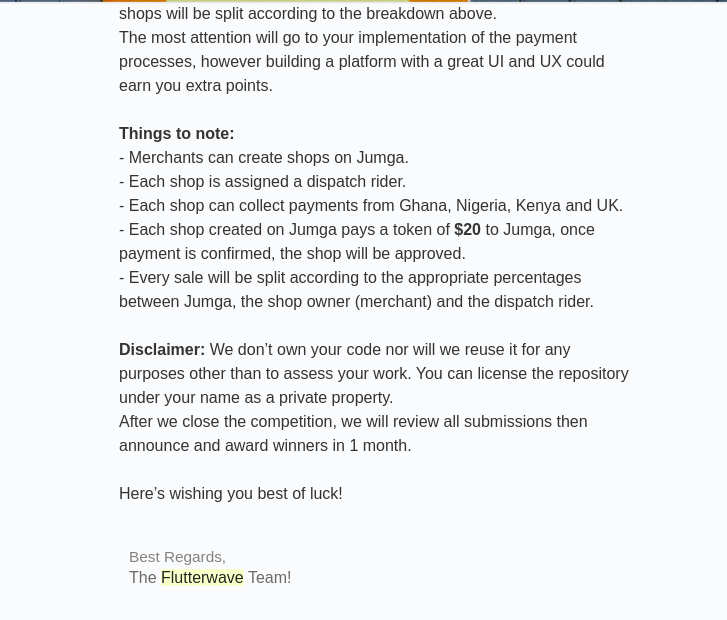 shops will be split according to the breakdown above.
The most attention will go to your implementation of the payment
processes, however building a platform with a great UI and UX could
earn you extra points.
Things to note:
- Merchants can create shops on Jumga.
- Each shop is assigned a dispatch rider.
- Each shop can collect payments from Ghana, Nigeria, Kenya and UK.
- Each shop created on Jumga pays a token of $20 to Jumga, once
payment is confirmed, the shop will be approved.
- Every sale will be split according to the appropriate percentages
between Jumga, the shop owner (merchant) and the dispatch rider.
Disclaimer: We don’t own your code nor will we reuse it for any
purposes other than to assess your work. You can license the repository
under your name as a private property.
After we close the competition, we will review all submissions then
announce and award winners in 1 month.
Here’s wishing you best of luck!
Best Regards,
The Flutterwave Team!